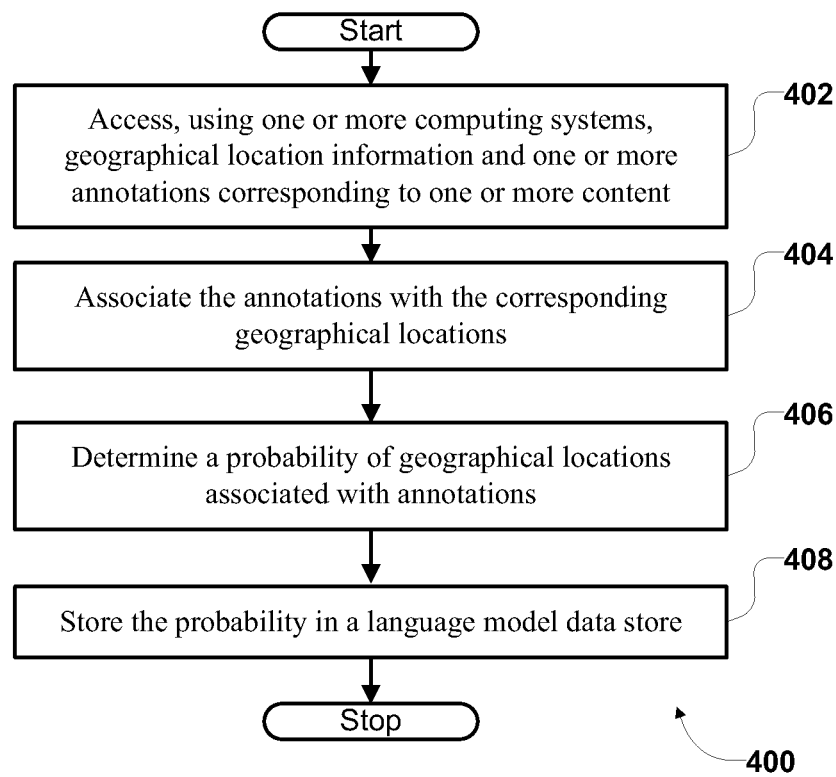 Start
402
Access, using one or more computing systems,
geographical location information and one or more
annotations corresponding to one or more content
404
Associate the annotations with the corresponding
geographical locations
406
Determine a probability of geographical locations
associated with annotations
408
Store the probability in a language model data store
Stop
400